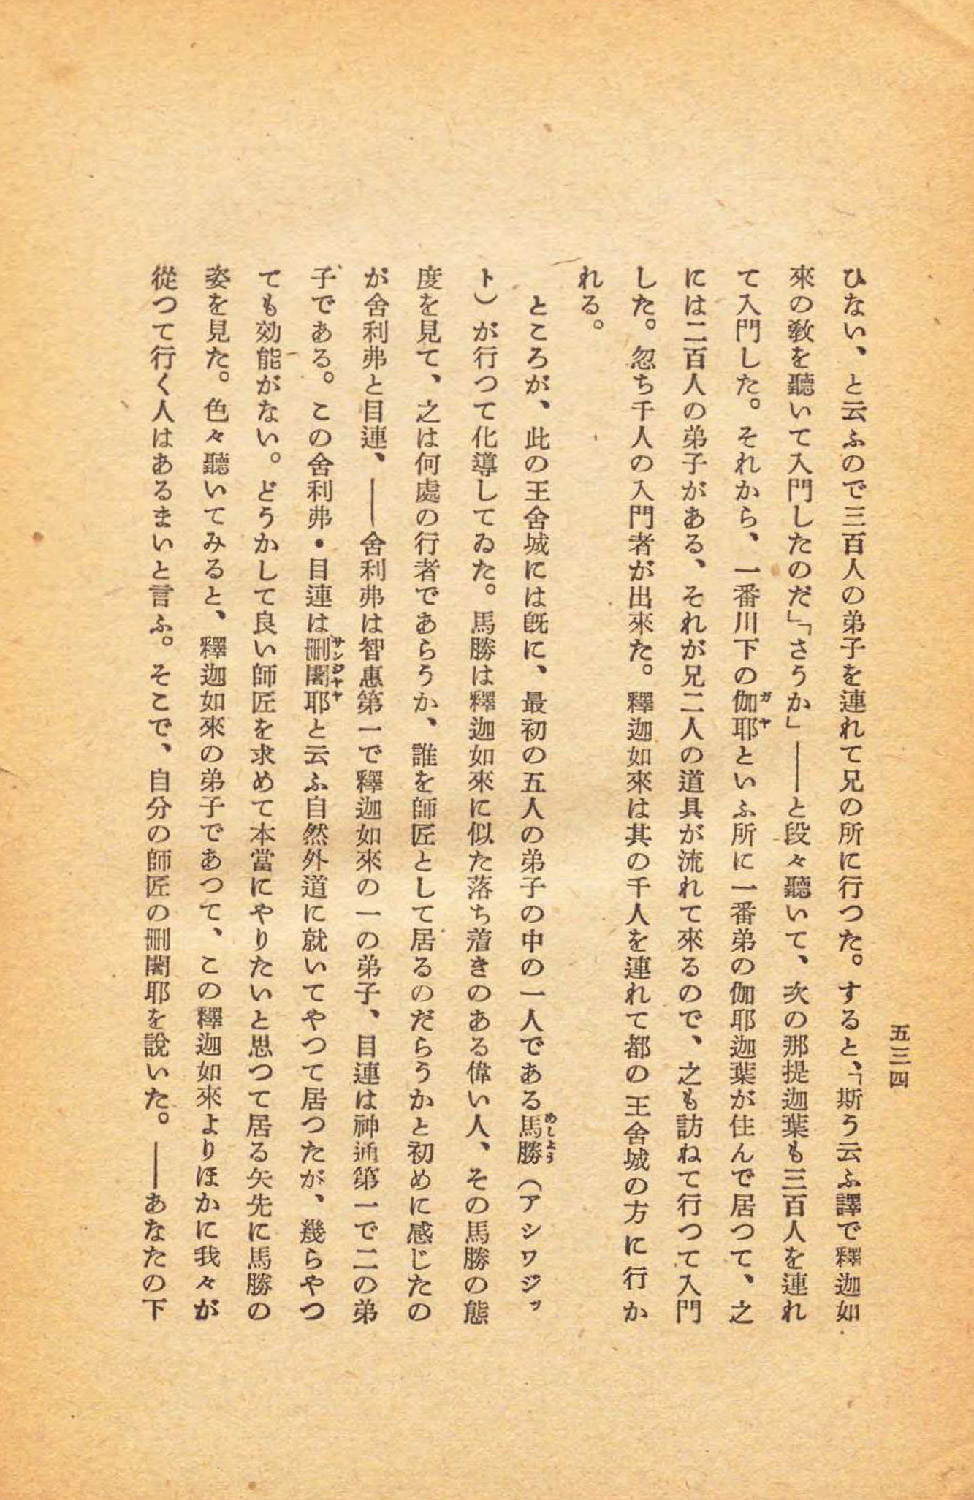 五三四
ひない、と云ふので三百人の弟子を連れて兄の所に行つた。すると、「斯う云ふ譯で釋迦如
來の敎を聽いて入門したのだ」「さうか」――と段々聽いて、次の那提迦葉も三百人を連れ
て入門した。それから、一番川下の伽耶といふ所に一番弟の伽耶迦葉が住んで居つて、之
には二百人の弟子がある、それが兄二人の道具が流れて來るので、之も訪ねて行つて入門
した。忽ち千人の入門者が出來た。釋迦如來は其の千人を連れて都の王舍城の方に行か
れる。
ところが、此の王舍城には旣に、最初の五人の弟子の中の一人である馬勝（アシワジッ
ト）が行つて化導してゐた。馬勝は釋迦如來に似た落ち着きのある偉い人、その馬勝の態
度を見て、之は何處の行者であらうか、誰を師匠として居るのだらうかと初めに感じたの
が舍利弗と目連、――舍利弗は智惠第一で釋迦如來の一の弟子、目連は神通第一で二の弟
子である。この舍利弗・目連は刪闍耶と云ふ自然外道に就いてやつて居つたが、幾らやつ
ても効能がない。どうかして良い師匠を求めて本當にやりたいと思つて居る矢先に馬勝の
姿を見た。色々聽いてみると、釋迦如來の弟子であつて、この釋迦如來よりほかに我々が
從つて行く人はあるまいと言ふ。そこで、自分の師匠の刪闍耶を說いた。――あなたの下